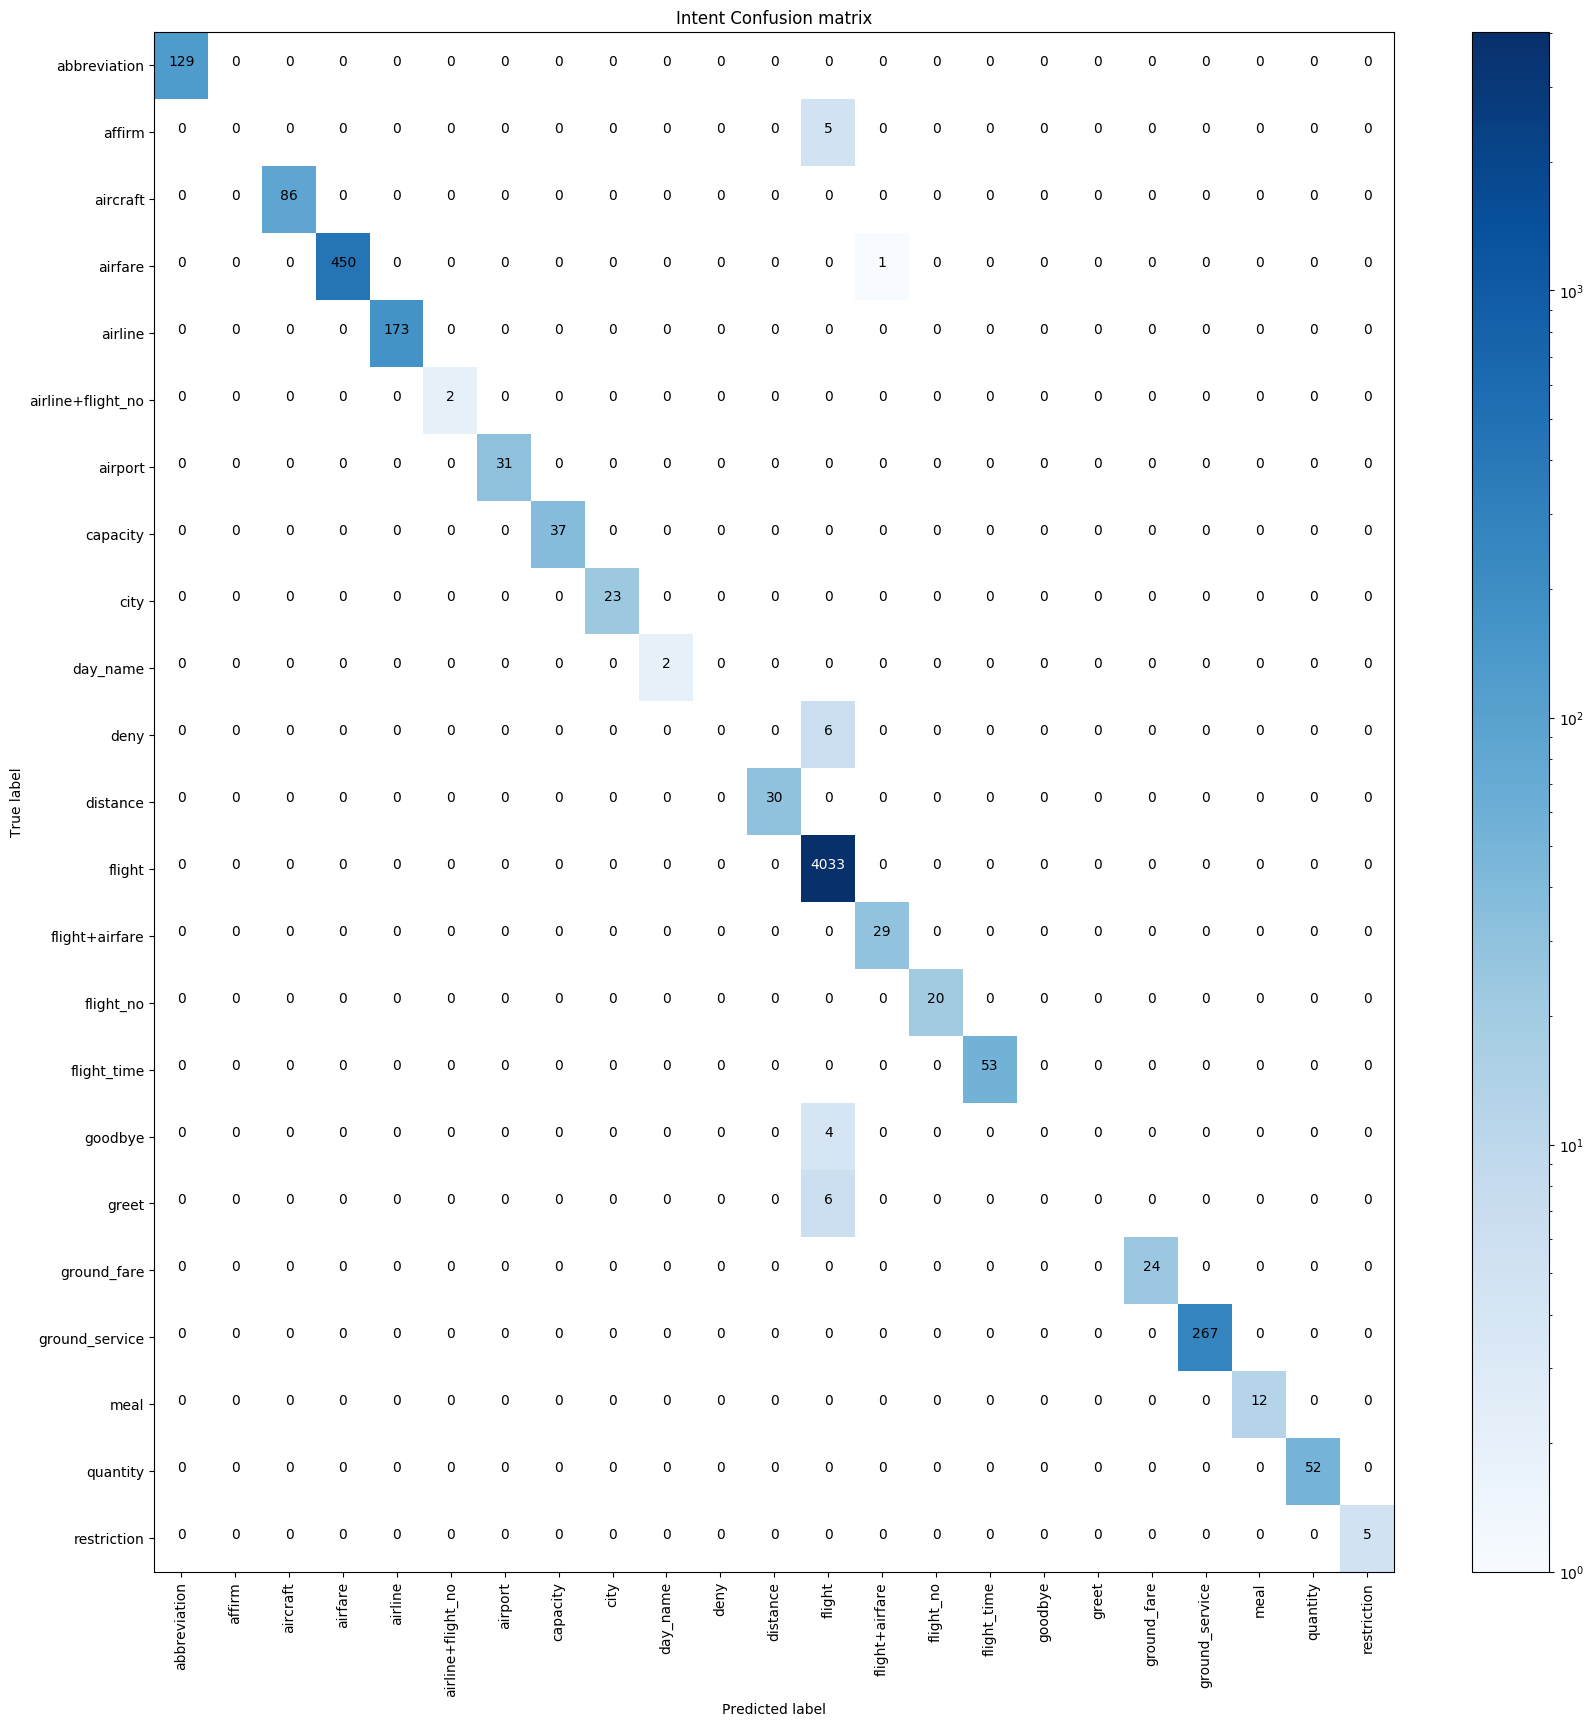 Intent Confusion matrix
abbreviation 129 0 0 0 0 0 0 0 0 0 0 0 0 0 0 0 0 0 0 0 0 0 0
affirm 0 0 0 0 0 0 0 0 0 0 0 0 5 0 0 0 0 0 0 0 0 0 0
aircraft 0 0 86 0 0 0 0 0 0 0 0 0 0 0 0 0 0 0 0 0 0 0 0
airfare 0 0 0 450 0 0 0 0 0 0 0 0 0 1 0 0 0 0 0 0 0 0 0
10³
airline 0 0 0 0 173 0 0 0 0 0 0 0 0 0 0 0 0 0 0 0 0 0 0
airline+flight_no 0 0 0 0 0 2 0 0 0 0 0 0 0 0 0 0 0 0 0 0 0 0 0
airport 0 0 0 0 0 0 31 0 0 0 0 0 0 0 0 0 0 0 0 0 0 0 0
capacity 0 0 0 0 0 0 0 37 0 0 0 0 0 0 0 0 0 0 0 0 0 0 0
city 0 0 0 0 0 0 0 0 23 0 0 0 0 0 0 0 0 0 0 0 0 0 0
day_name 0 0 0 0 0 0 0 0 0 2 0 0 0 0 0 0 0 0 0 0 0 0 0
10²
deny 0 0 0 0 0 0 0 0 0 0 0 0 6 0 0 0 0 0 0 0 0 0 0
True label
distance 0 0 0 0 0 0 0 0 0 0 0 30 0 0 0 0 0 0 0 0 0 0 0
flight 0 0 0 0 0 0 0 0 0 0 0 0 4033 0 0 0 0 0 0 0 0 0 0
flight+airfare 0 0 0 0 0 0 0 0 0 0 0 0 0 29 0 0 0 0 0 0 0 0 0
flight_no 0 0 0 0 0 0 0 0 0 0 0 0 0 0 20 0 0 0 0 0 0 0 0
flight_time 0 0 0 0 0 0 0 0 0 0 0 0 0 0 0 53 0 0 0 0 0 0 0
goodbye 0 0 0 0 0 0 0 0 0 0 0 0 4 0 0 0 0 0 0 0 0 0 0
10¹
greet 0 0 0 0 0 0 0 0 0 0 0 0 6 0 0 0 0 0 0 0 0 0 0
ground_fare 0 0 0 0 0 0 0 0 0 0 0 0 0 0 0 0 0 0 24 0 0 0 0
ground_service 0 0 0 0 0 0 0 0 0 0 0 0 0 0 0 0 0 0 0 267 0 0 0
meal 0 0 0 0 0 0 0 0 0 0 0 0 0 0 0 0 0 0 0 0 12 0 0
quantity 0 0 0 0 0 0 0 0 0 0 0 0 0 0 0 0 0 0 0 0 0 52 0
restriction 0 0 0 0 0 0 0 0 0 0 0 0 0 0 0 0 0 0 0 0 0 0 5
10⁰
abbreviation
affirm
aircraft
airfare
airline
airline+flight_no
airport
capacity
city
day_name
deny
distance
flight
flight+airfare
flight_no
flight_time
goodbye
greet
ground_fare
ground_service
meal
quantity
restriction
Predicted label